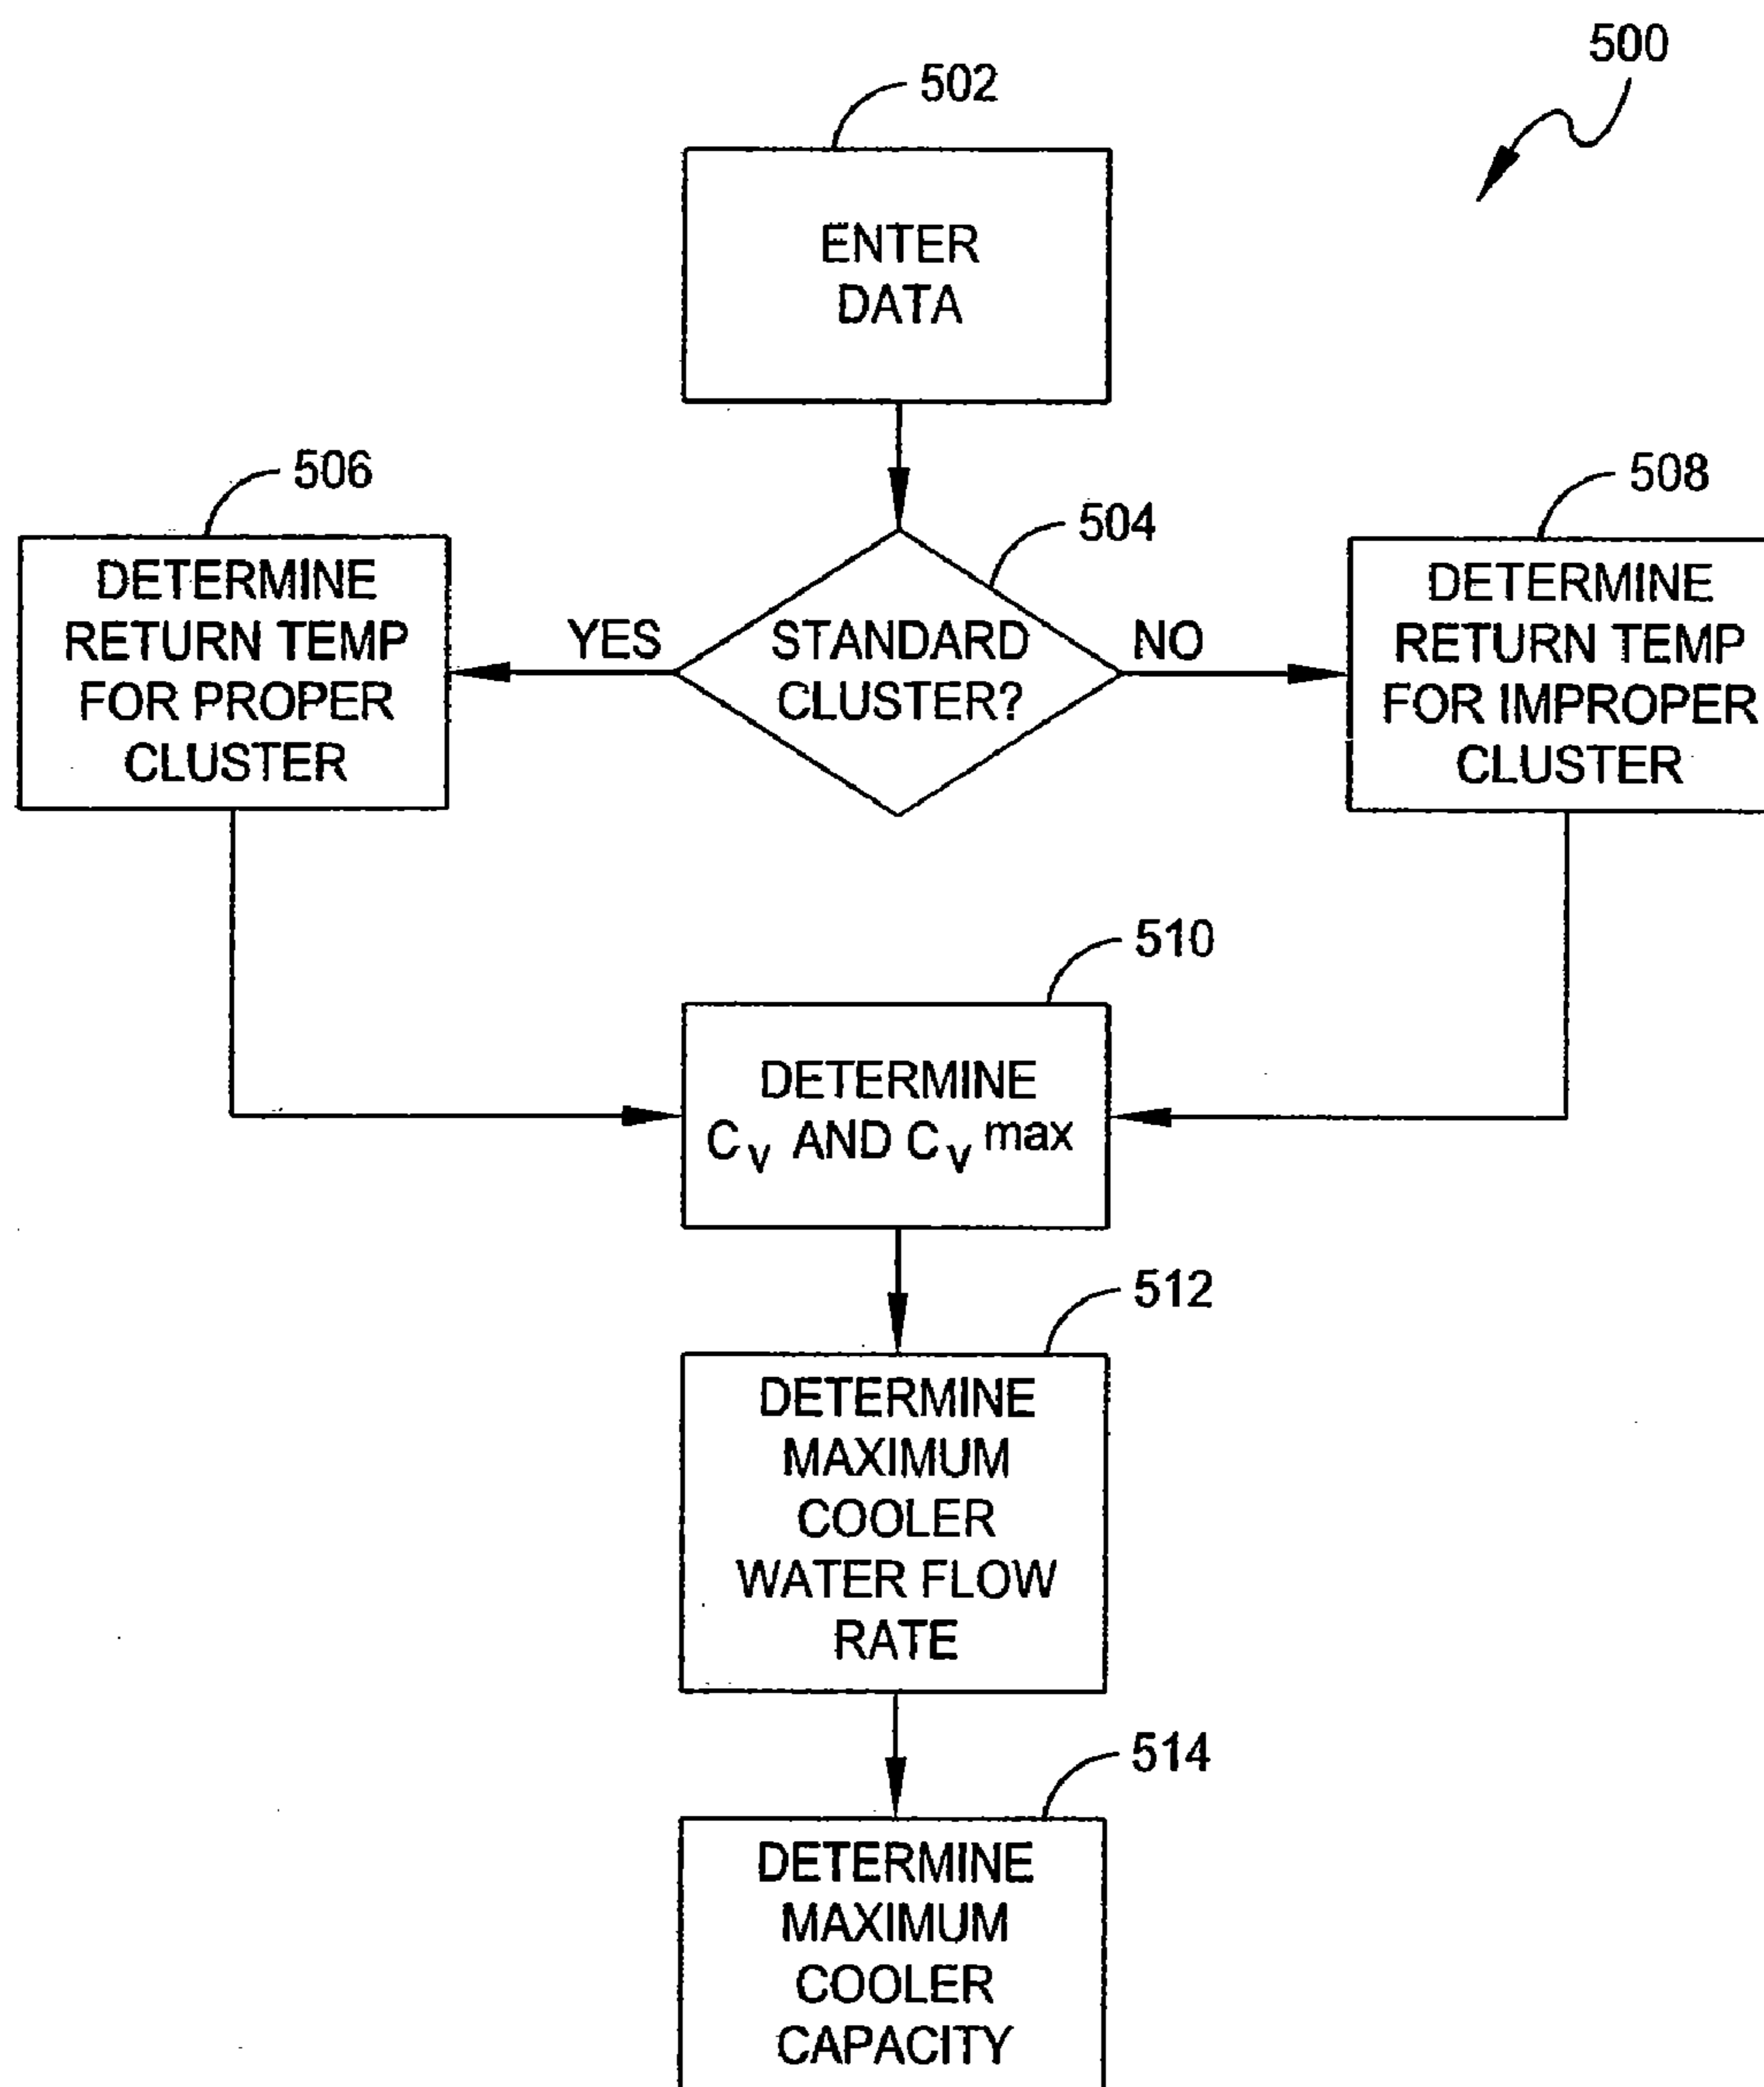 500
502
ENTER
DATA
506
508
504
DETERMINE
RETURN TEMP
FOR PROPER
CLUSTER
YES
STANDARD
CLUSTER?
NO
DETERMINE
RETURN TEMP
FOR IMPROPER
CLUSTER
510
DETERMINE
Cv AND Cv max
512
DETERMINE
MAXIMUM
COOLER
WATER FLOW
RATE
514
DETERMINE
MAXIMUM
COOLER
CAPACITY